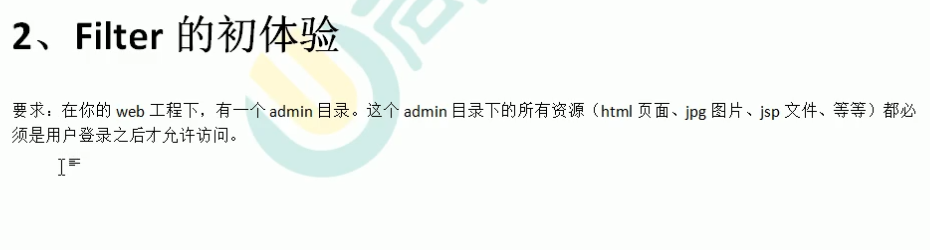 2、Filter 的初体验
要求：在你的 web 工程下，有一个 admin 目录。这个 admin 目录下的所有资源（html 页面、jpg 图片、jsp 文件、等等）都必
须是用户登录之后才允许访问。